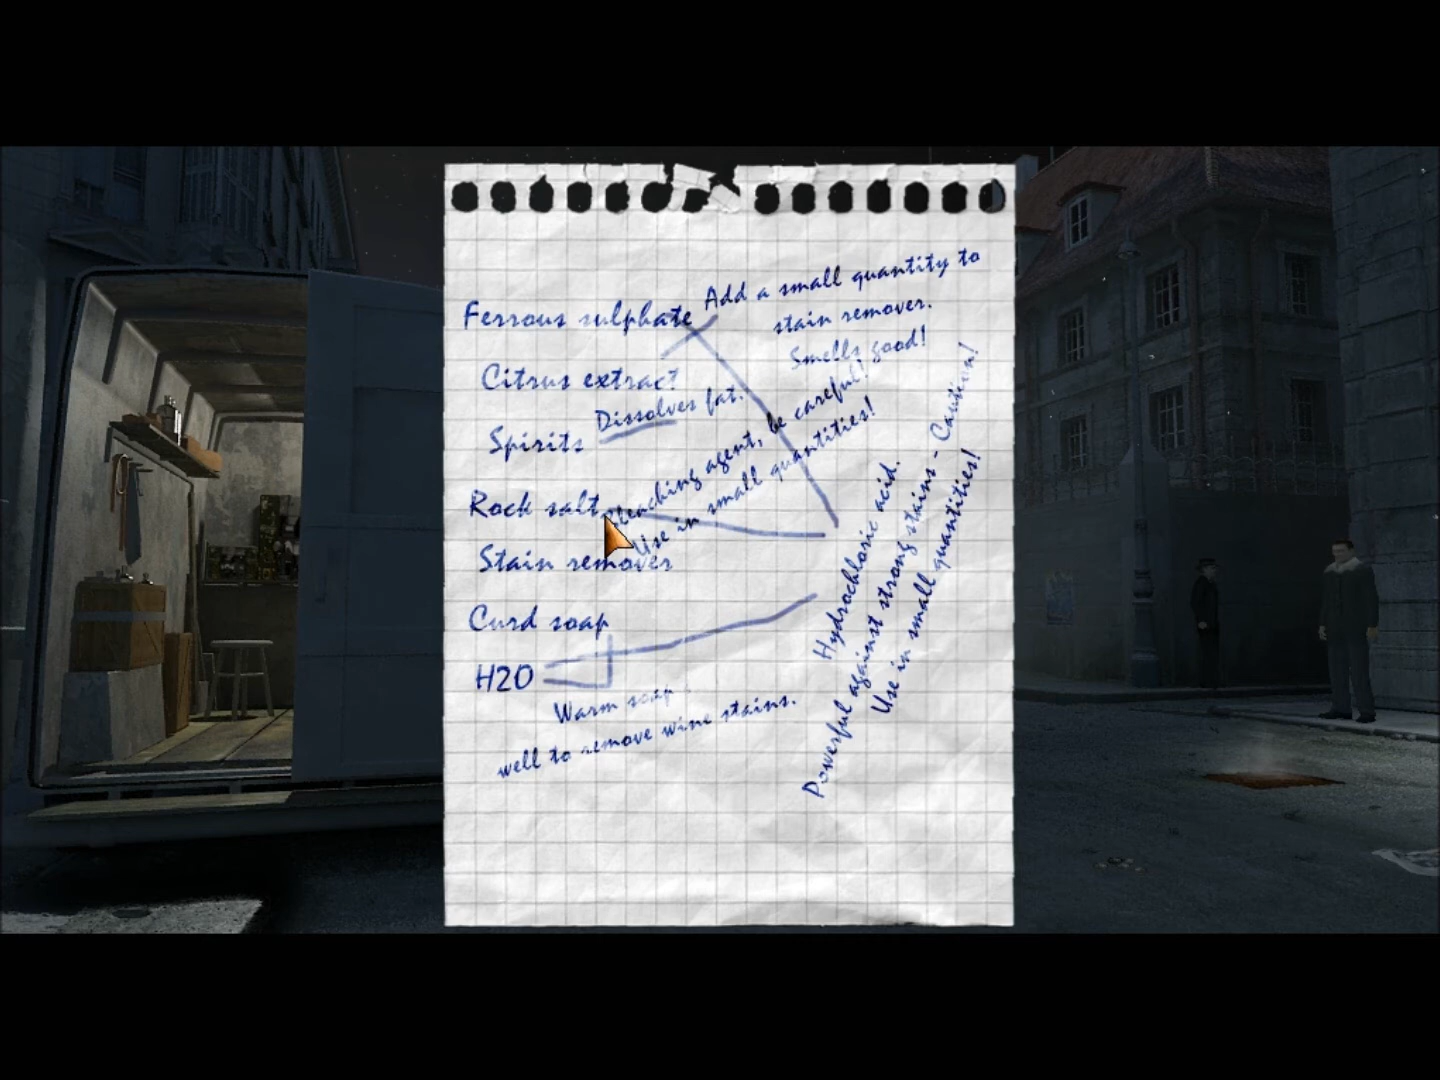 Add a small quantity to
stain remover.
Smells good!
Ferrous sulphate
Citrus extract
Dissolves fat.
Spirits
Bleaching agent, be careful!
Use in small quantities!
Rock salt
Stain remover
Curd soap
H2O
Warm soap
well to remove wine stains.
Hydrochloric acid.
Powerful against strong stains - Caution!
Use in small quantities!